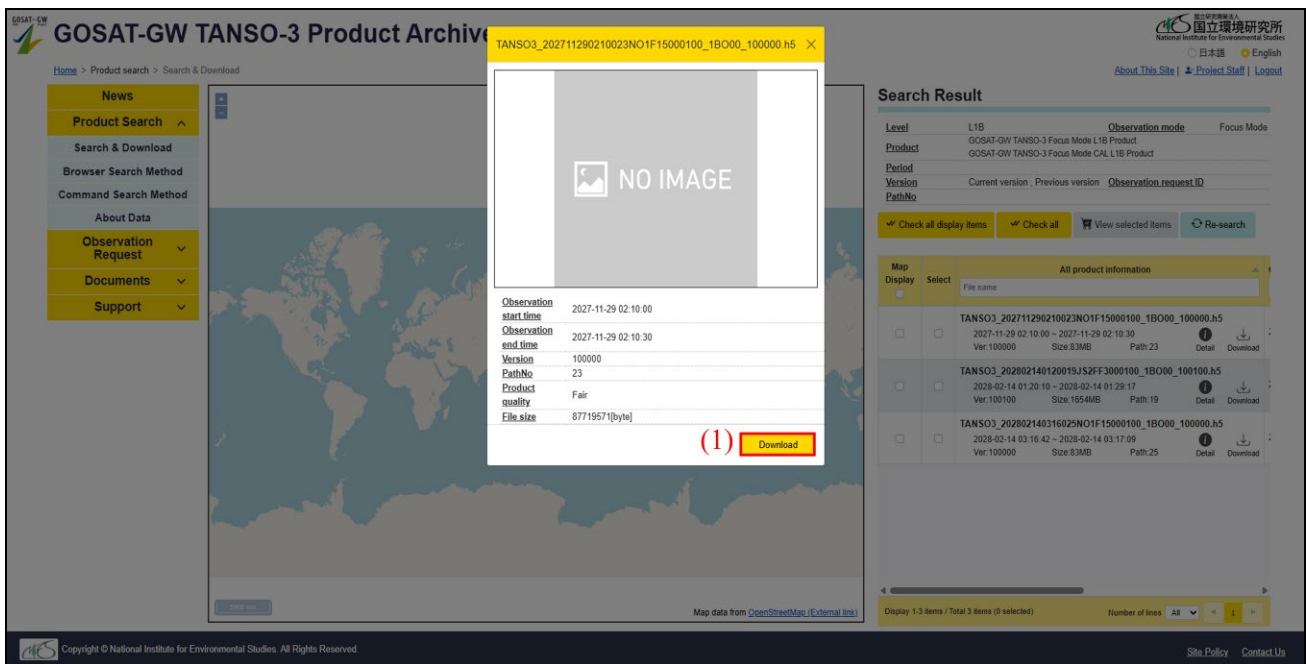 GOSAT-GW
GOSAT-GW TANSO-3 Product Archive
国立研究開発法人
国立環境研究所
National Institute for Environmental Studies
日本語 English
Home > Product search > Search & Download
About This Site | Project Staff | Logout
News
Product Search
Search & Download
Browser Search Method
Command Search Method
About Data
Observation
Request
Documents
Support
+
-
Map data from OpenStreetMap (External link)
TANSO3_202711290210023NO1F15000100_1BO00_100000.h5 ×
NO IMAGE
Observation
start time 2027-11-29 02:10:00
Observation
end time 2027-11-29 02:10:30
Version 100000
PathNo 23
Product
quality Fair
File size 87719571[byte]
(1) Download
Search Result
Level L1B Observation mode Focus Mode
Product GOSAT-GW TANSO-3 Focus Mode L1B Product
GOSAT-GW TANSO-3 Focus Mode CAL L1B Product
Period
Version Current version , Previous version Observation request ID
PathNo
Check all display items Check all View selected items Re-search
Map
Display Select All product information
File name
TANSO3_202711290210023NO1F15000100_1BO00_100000.h5
2027-11-29 02:10:00 ~ 2027-11-29 02:10:30
Ver:100000 Size:83MB Path:23 Detail Download
TANSO3_202802140120019JS2FF3000100_1BO00_100100.h5
2028-02-14 01:20:10 ~ 2028-02-14 01:29:17
Ver:100100 Size:1654MB Path:19 Detail Download
TANSO3_202802140316025NO1F15000100_1BO00_100000.h5
2028-02-14 03:16:42 ~ 2028-02-14 03:17:09
Ver:100000 Size:83MB Path:25 Detail Download
Display 1-3 items / Total 3 items (0 selected) Number of lines All « 1 »
NIES Copyright © National Institute for Environmental Studies. All Rights Reserved.
Site Policy Contact Us